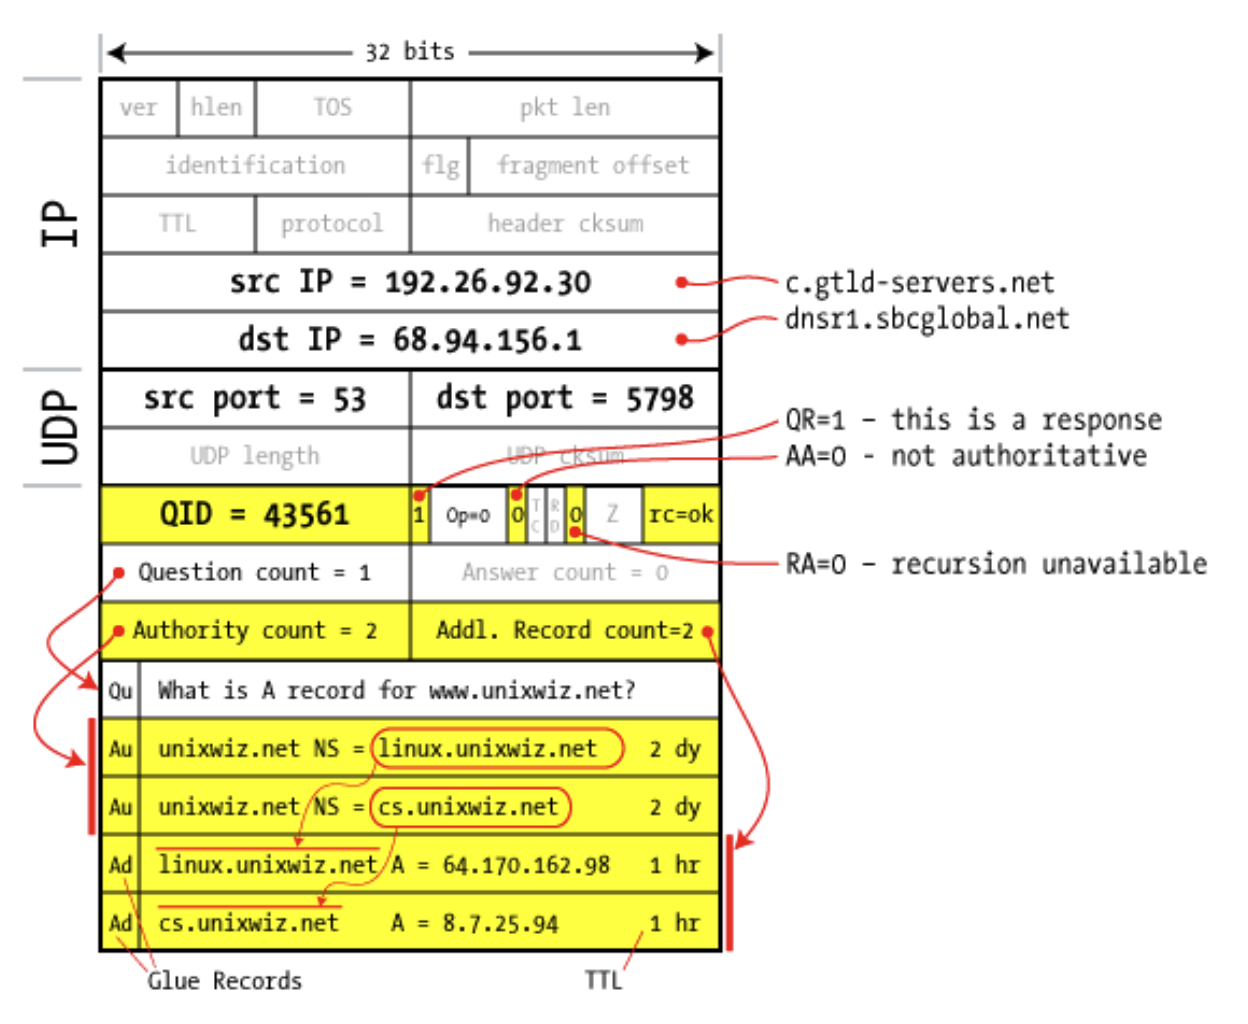 32 bits
IP
ver hlen TOS pkt len
identification flg fragment offset
TTL protocol header cksum
src IP = 192.26.92.30 c.gtld-servers.net
dst IP = 68.94.156.1 dnsr1.sbcglobal.net
UDP
src port = 53 dst port = 5798
QR=1 – this is a response
UDP length UDP cksum AA=0 - not authoritative
QID = 43561 1 Op=0 0 TC RD 0 Z rc=ok
Question count = 1 Answer count = 0 RA=0 – recursion unavailable
Authority count = 2 Addl. Record count=2
Qu What is A record for www.unixwiz.net?
Au unixwiz.net NS = linux.unixwiz.net 2 dy
Au unixwiz.net NS = cs.unixwiz.net 2 dy
Ad linux.unixwiz.net A = 64.170.162.98 1 hr
Ad cs.unixwiz.net A = 8.7.25.94 1 hr
Glue Records TTL